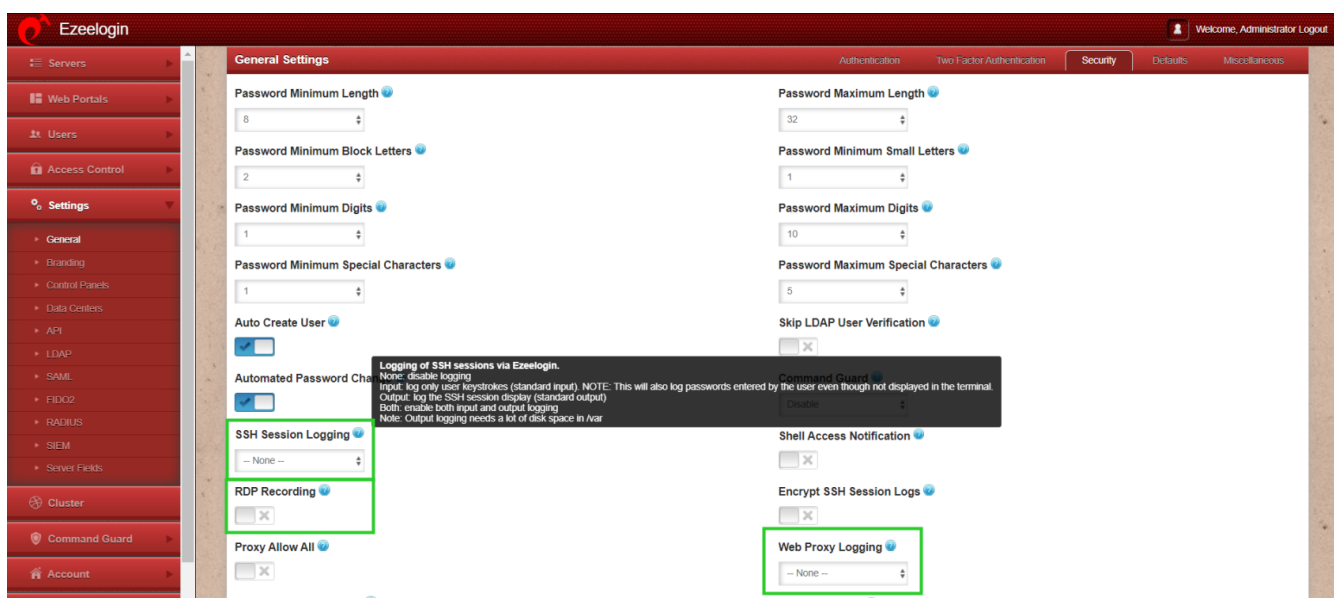 Ezeelogin
Welcome, Administrator Logout
Servers
Web Portals
Users
Access Control
Settings
General
Branding
Control Panels
Data Centers
API
LDAP
SAML
FIDO2
RADIUS
SIEM
Server Fields
Cluster
Command Guard
Account
General Settings
Authentication
Two Factor Authentication
Security
Defaults
Miscellaneous
Password Minimum Length
8
Password Maximum Length
32
Password Minimum Block Letters
2
Password Minimum Small Letters
1
Password Minimum Digits
1
Password Maximum Digits
10
Password Minimum Special Characters
1
Password Maximum Special Characters
5
Auto Create User
Skip LDAP User Verification
Automated Password Chan
Command Guard
Disable
Logging of SSH sessions via Ezeelogin.
None: disable logging
Input: log only user keystrokes (standard input). NOTE: This will also log passwords entered by the user even though not displayed in the terminal.
Output: log the SSH session display (standard output)
Both: enable both input and output logging
Note: Output logging needs a lot of disk space in /var
SSH Session Logging
-- None --
Shell Access Notification
RDP Recording
Encrypt SSH Session Logs
Proxy Allow All
Web Proxy Logging
-- None --